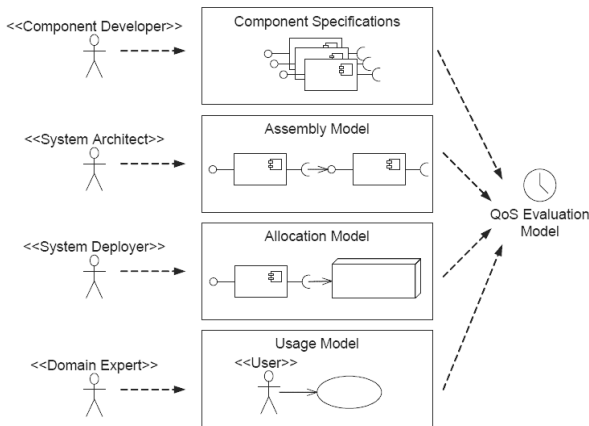 <<Component Developer>>
Component Specifications
<<System Architect>>
Assembly Model
<<System Deployer>>
Allocation Model
<<Domain Expert>>
Usage Model
<<User>>
QoS Evaluation
Model